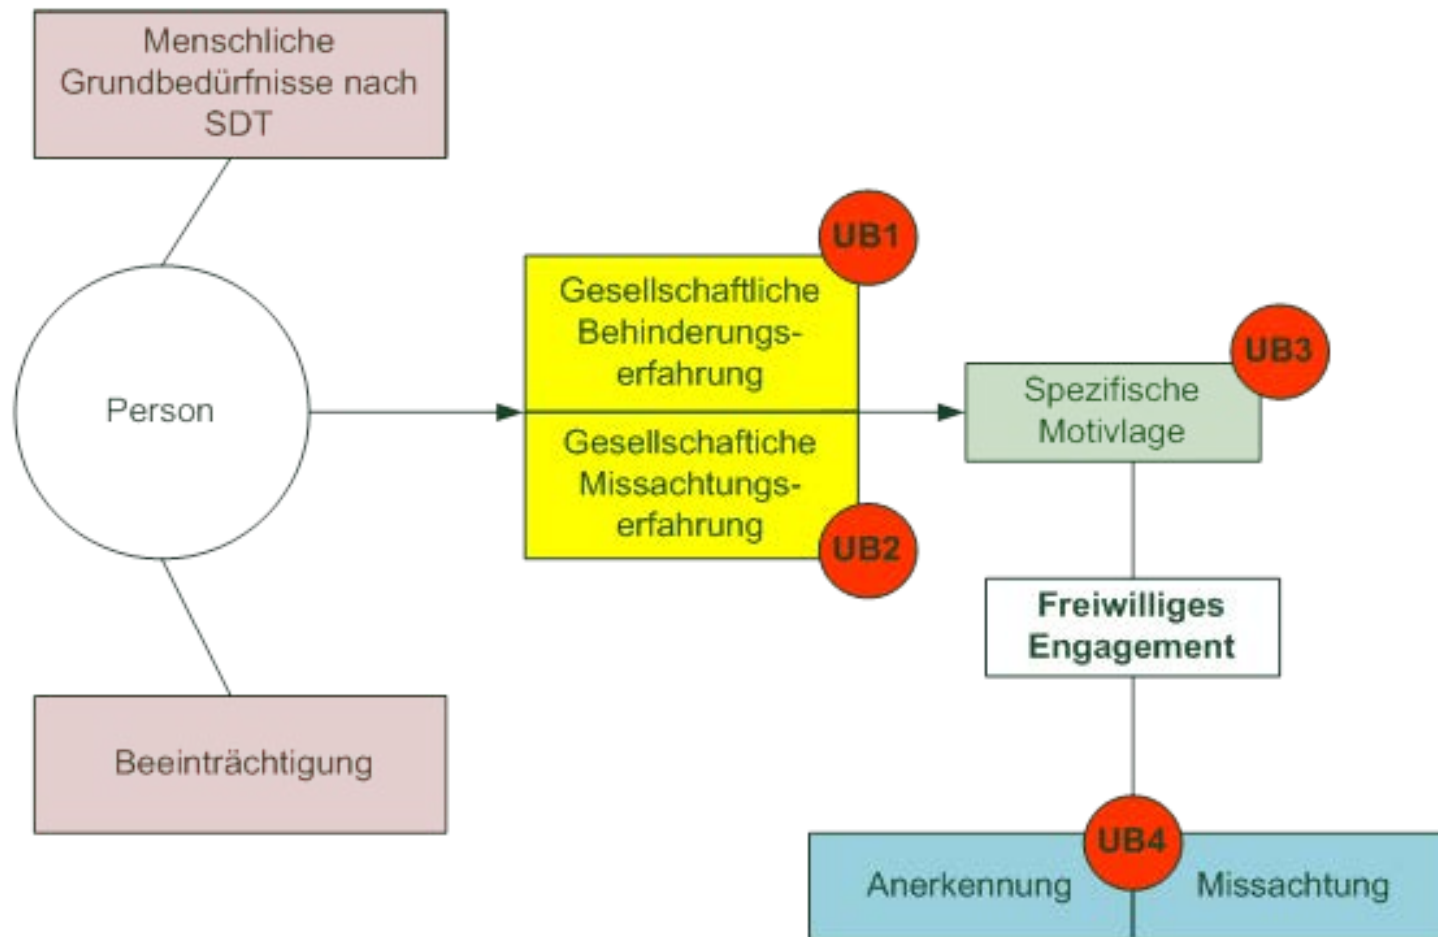 Menschliche
Grundbedürfnisse nach
SDT
Person
Beeinträchtigung
UB1
Gesellschaftliche
Behinderungs-
erfahrung
Gesellschaftiche
Missachtungs-
erfahrung
UB2
UB3
Spezifische
Motivlage
Freiwilliges
Engagement
UB4
Anerkennung
Missachtung